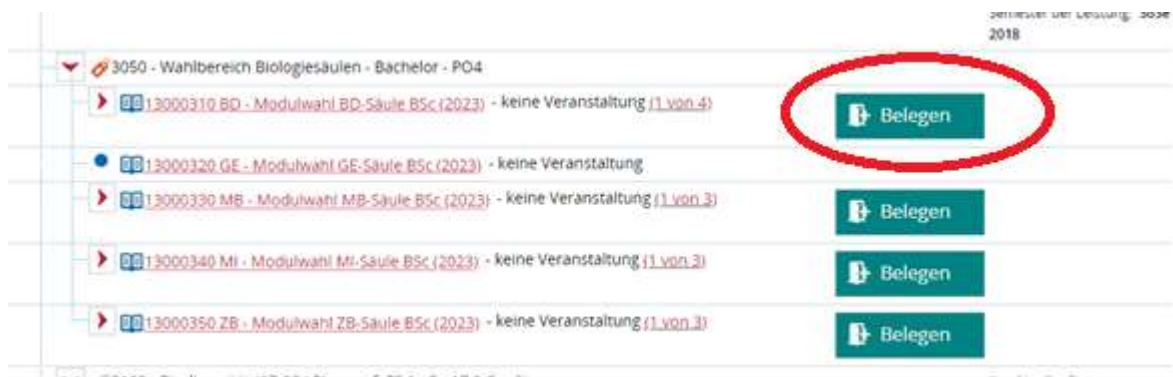 Semester der Leistung:
2018
3050 - Wahlbereich Biologiesäulen - Bachelor - PO4
13000310 BD - Modulwahl BD-Säule BSc (2023) - keine Veranstaltung (1 von 4) Belegen
13000320 GE - Modulwahl GE-Säule BSc (2023) - keine Veranstaltung
13000330 MB - Modulwahl MB-Säule BSc (2023) - keine Veranstaltung (1 von 3) Belegen
13000340 MI - Modulwahl MI-Säule BSc (2023) - keine Veranstaltung (1 von 3) Belegen
13000350 ZB - Modulwahl ZB-Säule BSc (2023) - keine Veranstaltung (1 von 3) Belegen